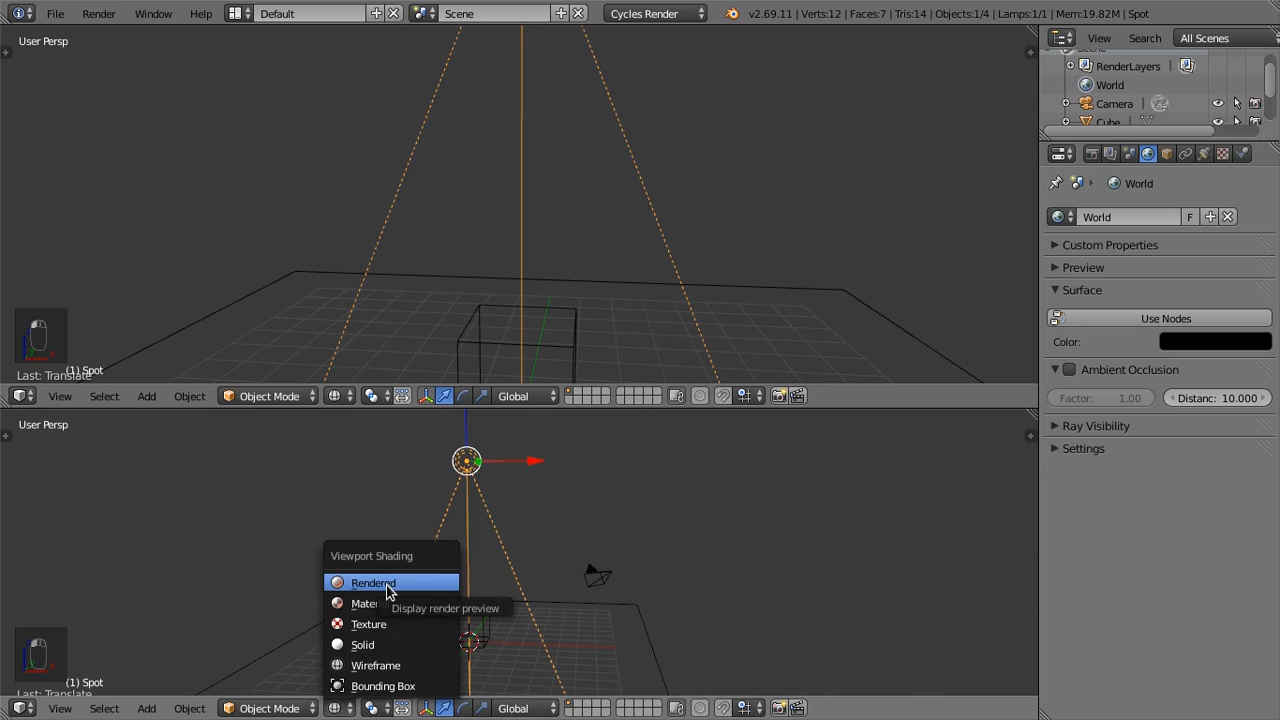 File Render Window Help Default Scene Cycles Render v2.69.11 | Verts:12 | Faces:7 | Tris:14 | Objects:1/4 | Lamps:1/1 | Mem:19.82M | Spot
User Persp
View Search All Scenes
RenderLayers
World
Camera
Cube
World
World F
Custom Properties
Preview
Surface
Use Nodes
Color:
Ambient Occlusion
Factor: 1.00 Distanc: 10.000
Ray Visibility
Settings
(1) Spot
Last: Translate
View Select Add Object Object Mode Global
User Persp
Viewport Shading
Rendered
Mater
Display render preview
Texture
Solid
Wireframe
Bounding Box
(1) Spot
Last: Translate
View Select Add Object Object Mode Global